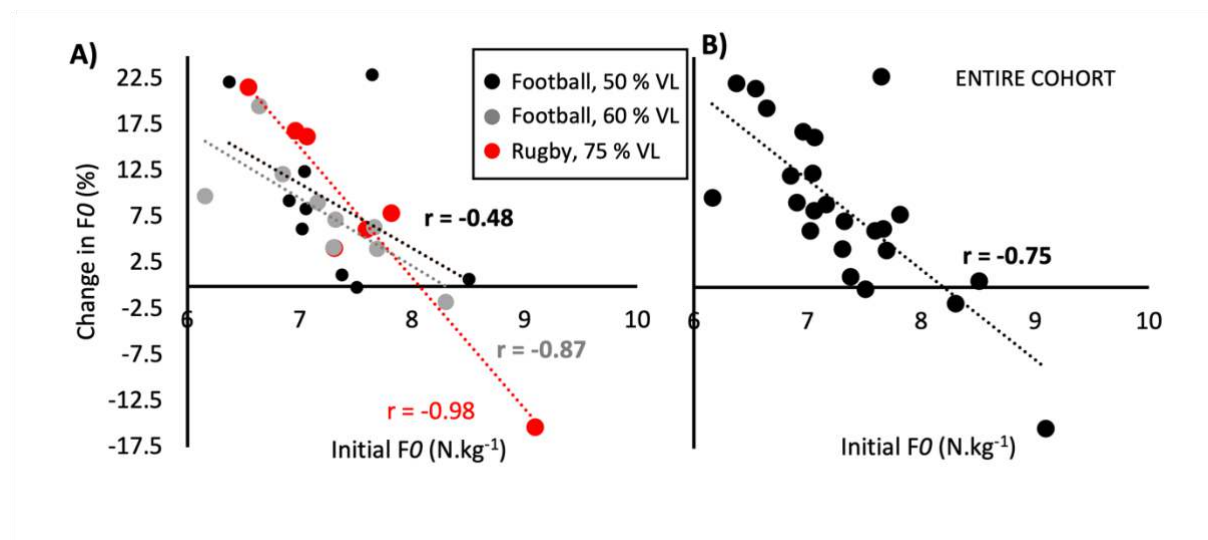 A)
Change in F0 (%)
22.5
17.5
12.5
7.5
2.5
-2.5
-7.5
-12.5
-17.5
6 7 8 9 10
Initial F0 (N.kg-1)
Football, 50 % VL
Football, 60 % VL
Rugby, 75 % VL
r = -0.48
r = -0.87
r = -0.98
B)
ENTIRE COHORT
r = -0.75
6 7 8 9 10
Initial F0 (N.kg-1)